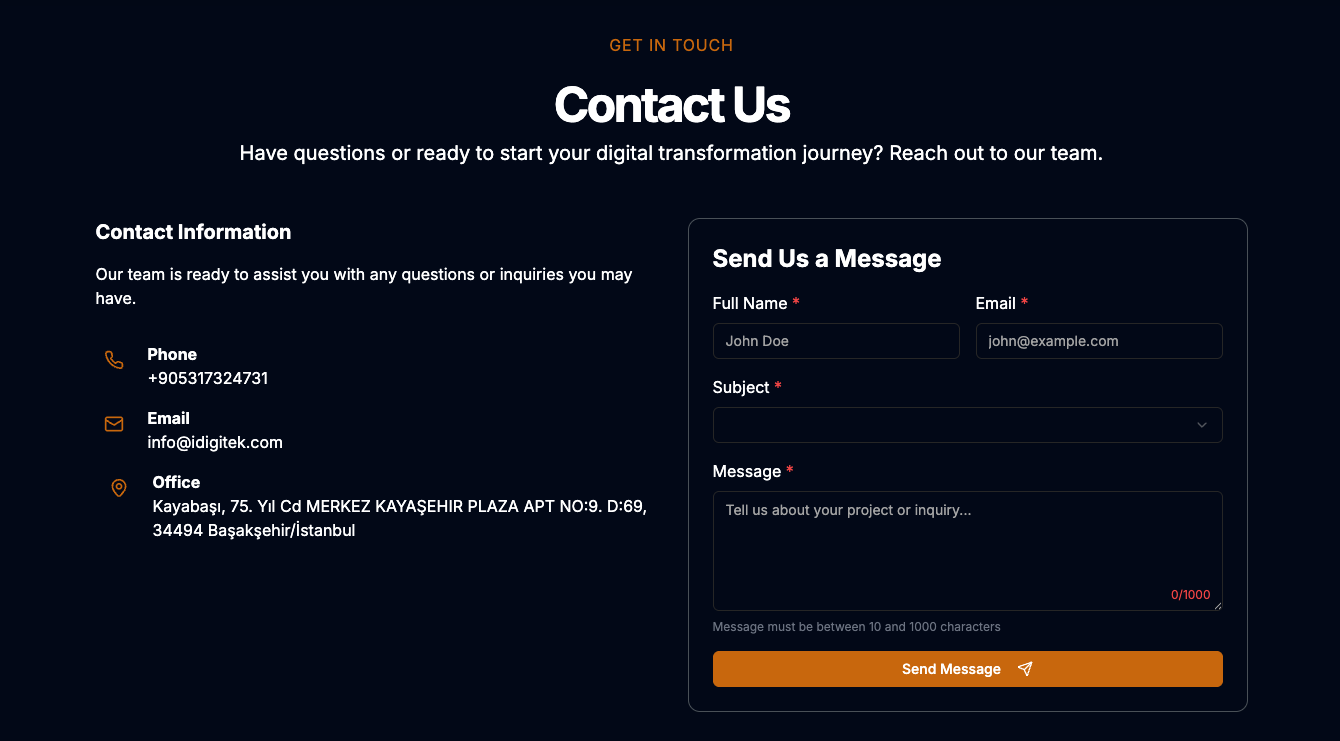 GET IN TOUCH
Contact Us
Have questions or ready to start your digital transformation journey? Reach out to our team.
Contact Information
Our team is ready to assist you with any questions or inquiries you may
have.
Phone
+905317324731
Email
info@idigitek.com
Office
Kayabaşı, 75. Yıl Cd MERKEZ KAYAŞEHIR PLAZA APT NO:9. D:69,
34494 Başakşehir/İstanbul
Send Us a Message
Full Name *
Email *
John Doe
john@example.com
Subject *
Message *
Tell us about your project or inquiry...
0/1000
Message must be between 10 and 1000 characters
Send Message